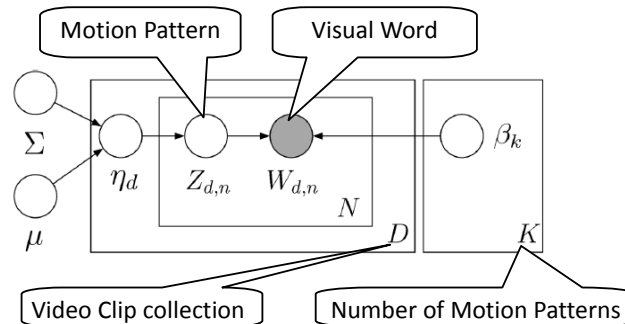 Motion Pattern
Visual Word
Σ
μ
η_d
Z_{d,n}
W_{d,n}
β_k
N
D
K
Video Clip collection
Number of Motion Patterns